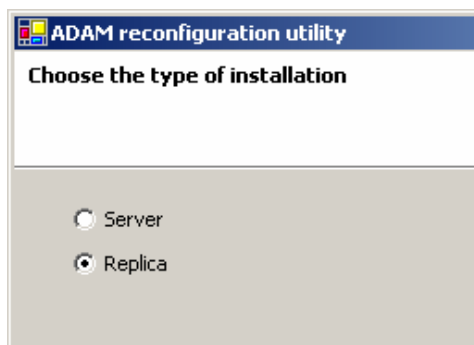 ADAM reconfiguration utility
Choose the type of installation
Server
Replica